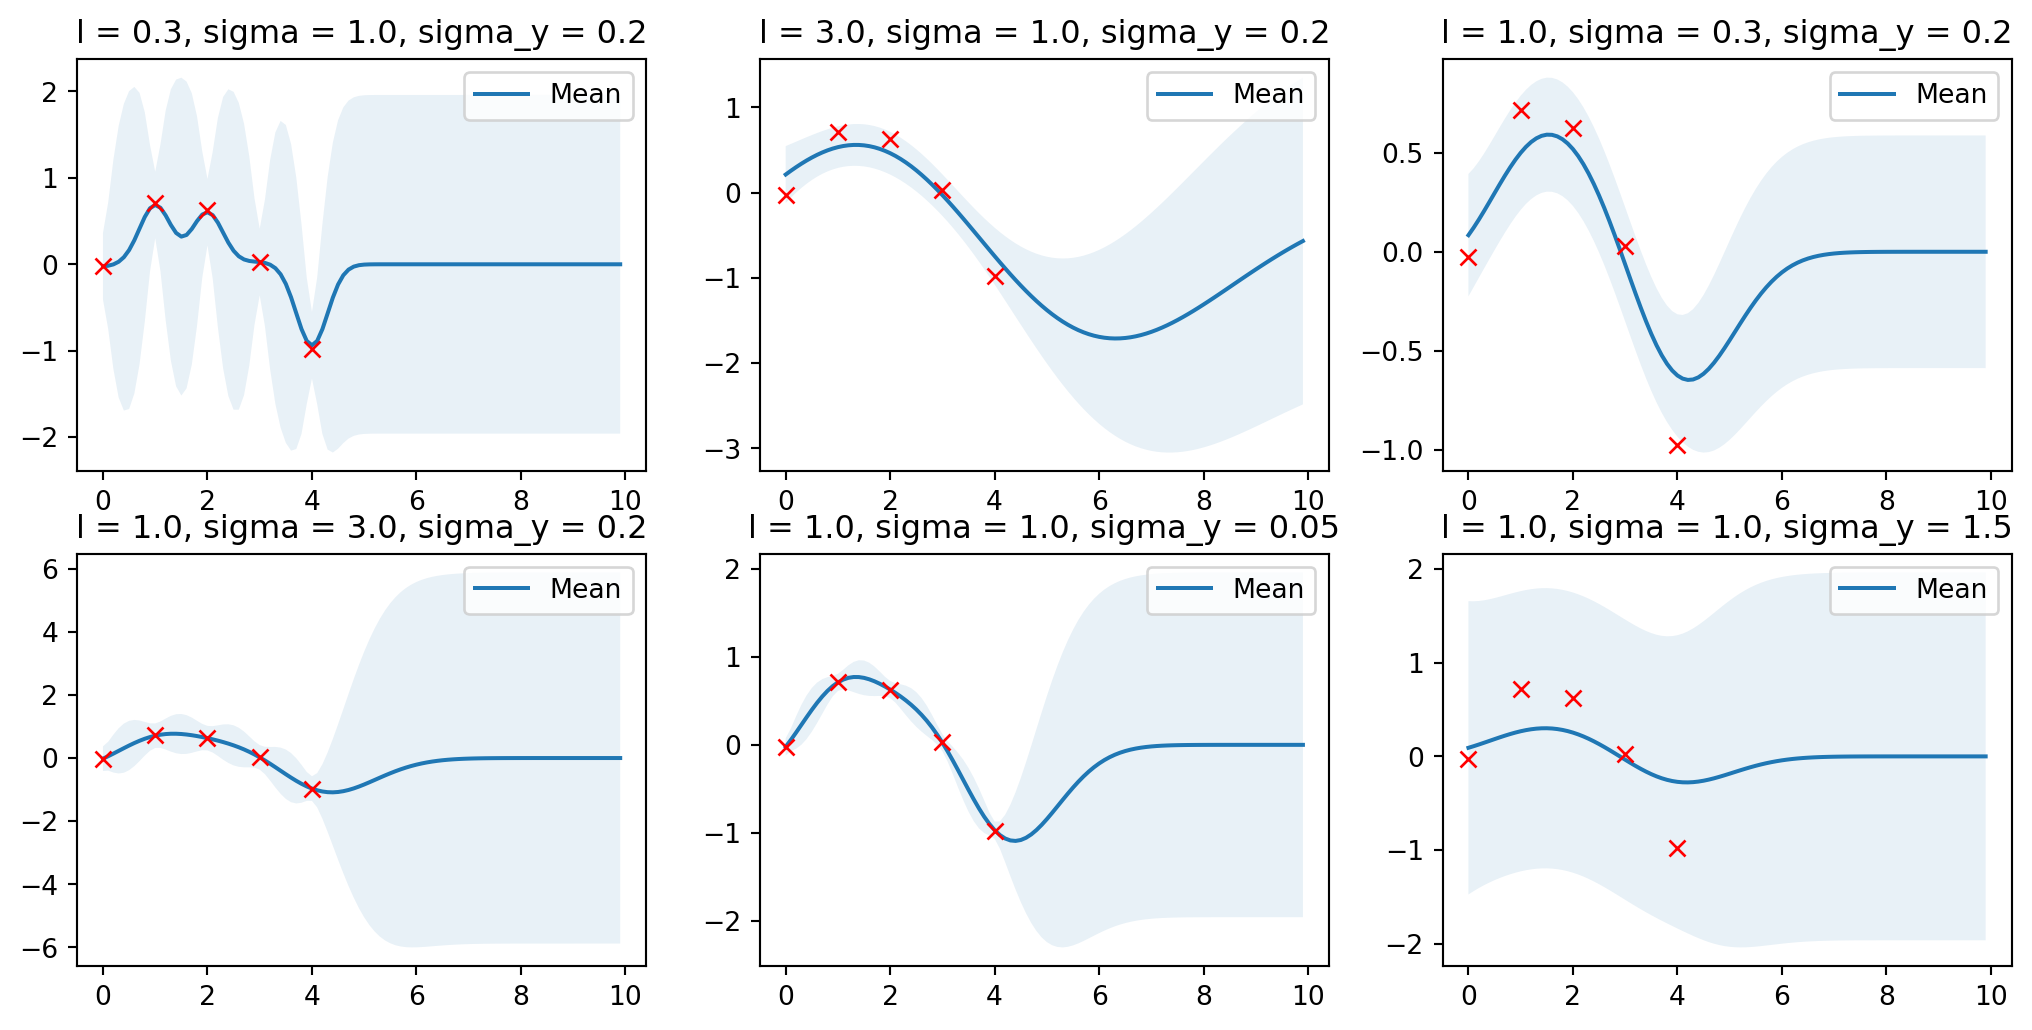 l = 0.3, sigma = 1.0, sigma_y = 0.2
Mean
2
1
0
−1
−2
0 2 4 6 8 10
l = 3.0, sigma = 1.0, sigma_y = 0.2
Mean
1
0
−1
−2
−3
0 2 4 6 8 10
l = 1.0, sigma = 0.3, sigma_y = 0.2
Mean
0.5
0.0
−0.5
−1.0
0 2 4 6 8 10
l = 1.0, sigma = 3.0, sigma_y = 0.2
Mean
6
4
2
0
−2
−4
−6
0 2 4 6 8 10
l = 1.0, sigma = 1.0, sigma_y = 0.05
Mean
2
1
0
−1
−2
0 2 4 6 8 10
l = 1.0, sigma = 1.0, sigma_y = 1.5
Mean
2
1
0
−1
−2
0 2 4 6 8 10